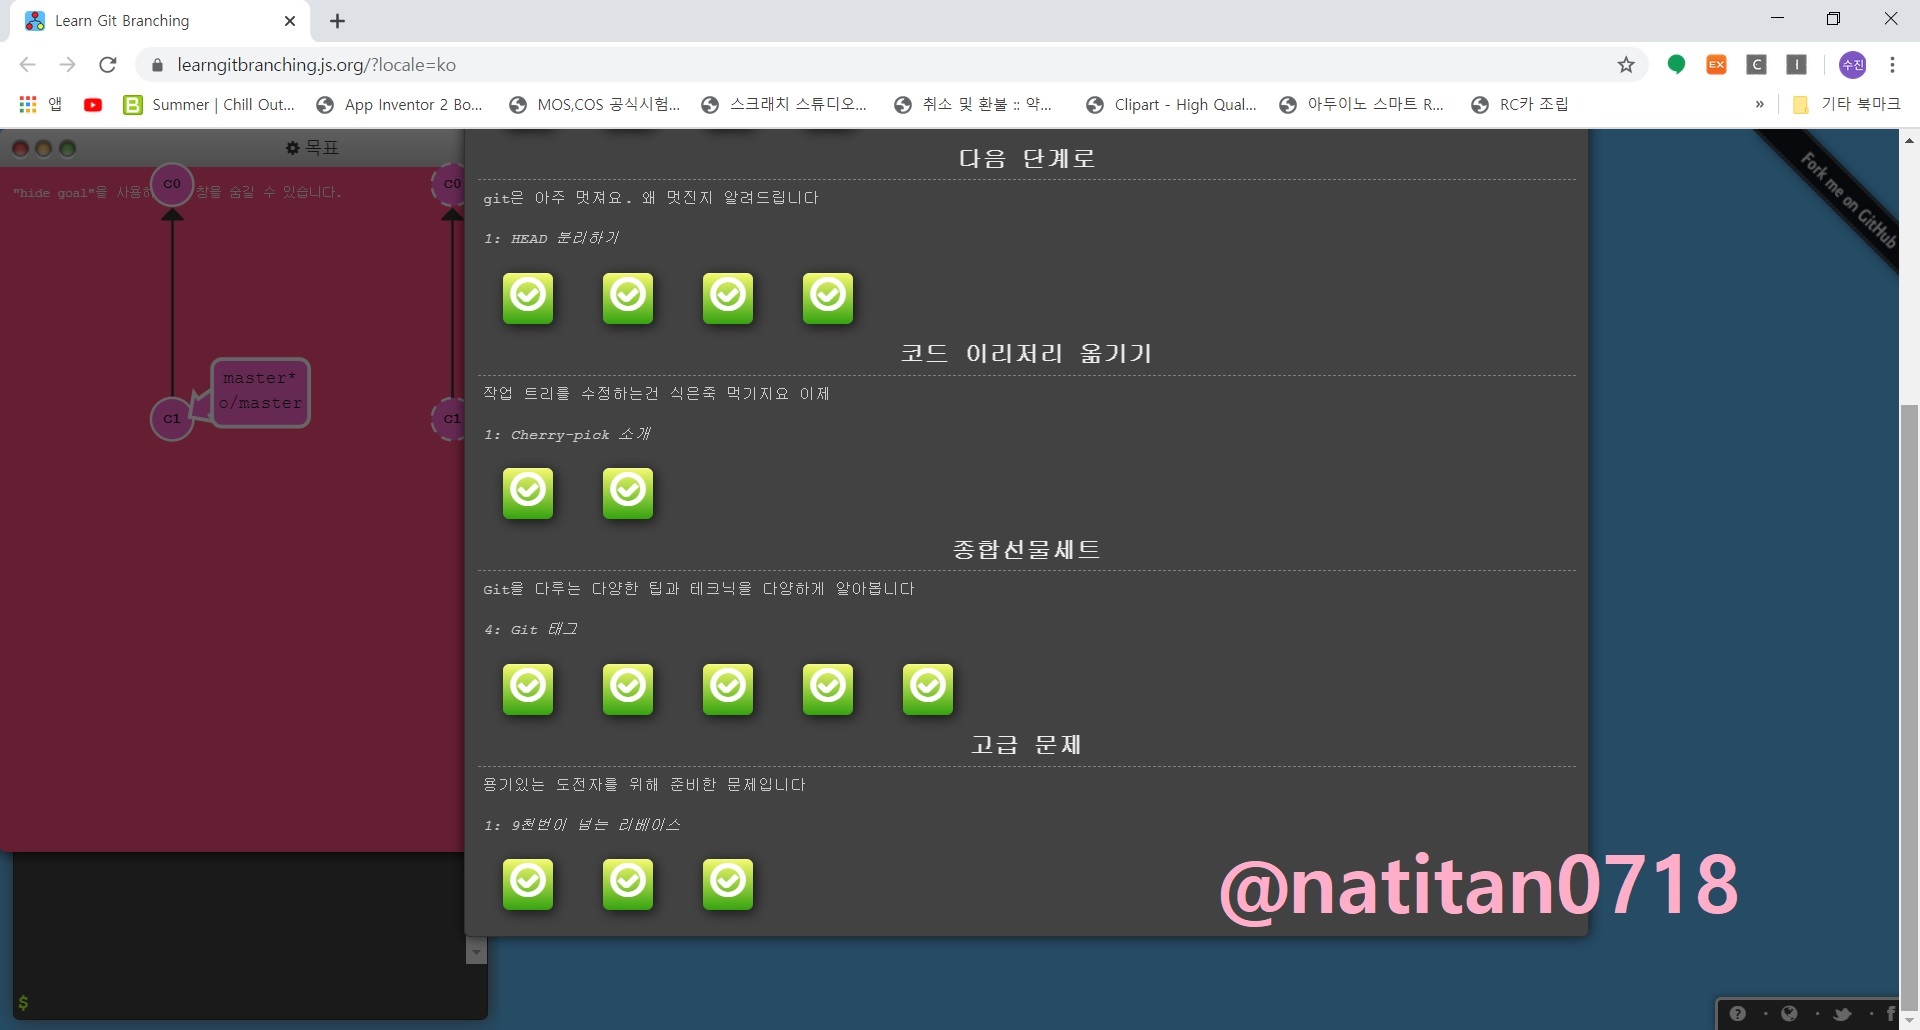 Learn Git Branching
learngitbranching.js.org/?locale=ko
EX
C
I
수진
앱
Summer | Chill Out...
App Inventor 2 Bo...
MOS,COS 공식시험...
스크래치 스튜디오...
취소 및 환불 :: 약...
Clipart - High Qual...
아두이노 스마트 R...
RC카 조립
»
기타 북마크
목표
"hide goal"을 사용하 창을 숨길 수 있습니다.
C0
C0
master*
o/master
C1
C1
다음 단계로
git은 아주 멋져요. 왜 멋진지 알려드립니다
1: HEAD 분리하기
코드 이리저리 옮기기
작업 트리를 수정하는건 식은죽 먹기지요 이제
1: Cherry-pick 소개
종합선물세트
Git을 다루는 다양한 팁과 테크닉을 다양하게 알아봅니다
4: Git 태그
고급 문제
용기있는 도전자를 위해 준비한 문제입니다
1: 9천번이 넘는 리베이스
Fork me on GitHub
@natitan0718
$